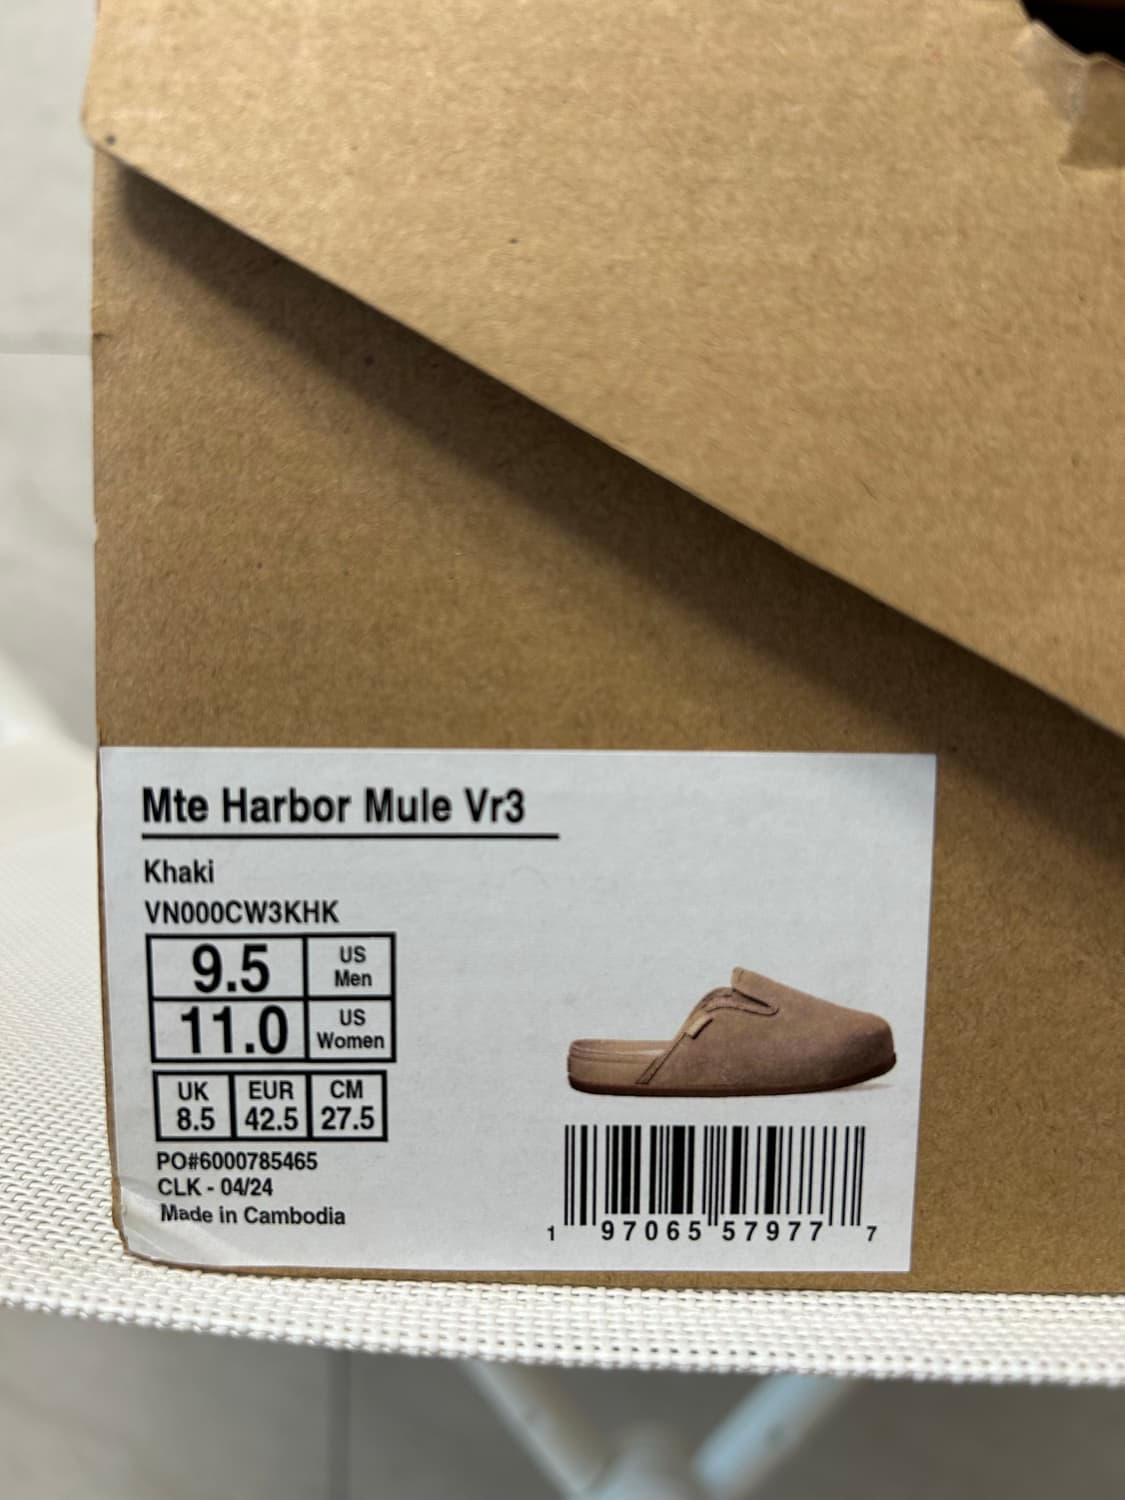 Mte Harbor Mule Vr3
Khaki
VN000CW3KHK
9.5 US Men
11.0 US Women
UK EUR CM
8.5 42.5 27.5
PO#6000785465
CLK - 04/24
Made in Cambodia
1 97065 57977 7